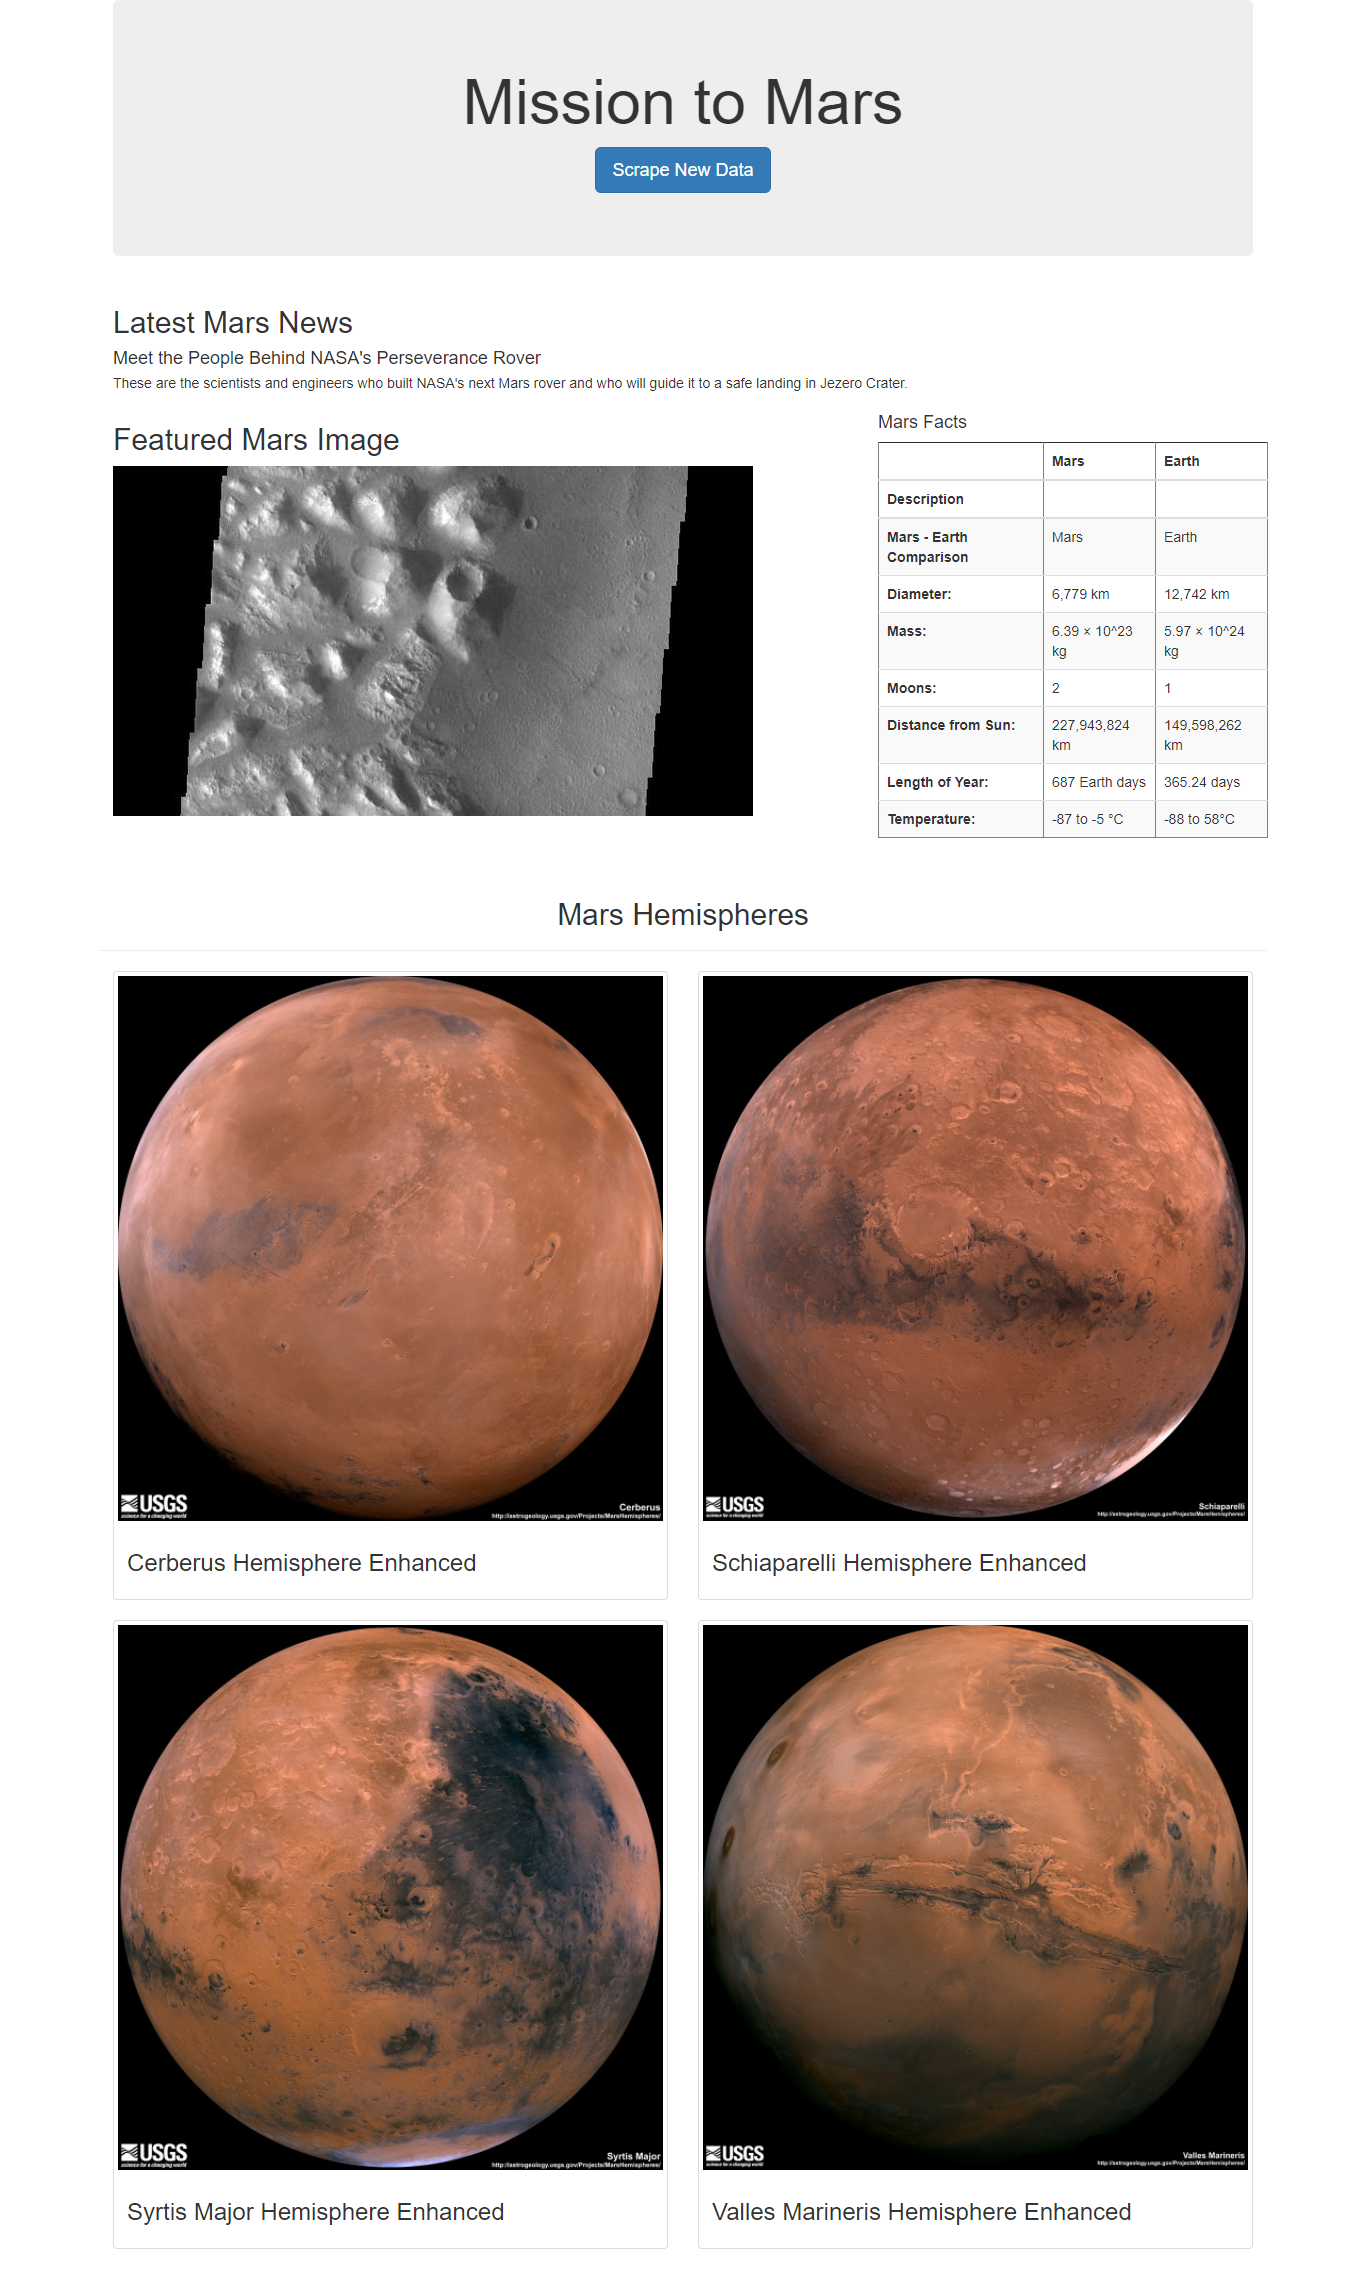 Mission to Mars
Scrape New Data
Latest Mars News
Meet the People Behind NASA's Perseverance Rover
These are the scientists and engineers who built NASA's next Mars rover and who will guide it to a safe landing in Jezero Crater.
Featured Mars Image
Mars Facts
Mars Earth
Description
Mars - Earth Comparison Mars Earth
Diameter: 6,779 km 12,742 km
Mass: 6.39 × 10^23 kg 5.97 × 10^24 kg
Moons: 2 1
Distance from Sun: 227,943,824 km 149,598,262 km
Length of Year: 687 Earth days 365.24 days
Temperature: -87 to -5 °C -88 to 58°C
Mars Hemispheres
USGS
science for a changing world
Cerberus
http://astrogeology.usgs.gov/Projects/MarsHemispheres/
Cerberus Hemisphere Enhanced
USGS
science for a changing world
Schiaparelli
http://astrogeology.usgs.gov/Projects/MarsHemispheres/
Schiaparelli Hemisphere Enhanced
USGS
science for a changing world
Syrtis Major
http://astrogeology.usgs.gov/Projects/MarsHemispheres/
Syrtis Major Hemisphere Enhanced
USGS
science for a changing world
Valles Marineris
http://astrogeology.usgs.gov/Projects/MarsHemispheres/
Valles Marineris Hemisphere Enhanced